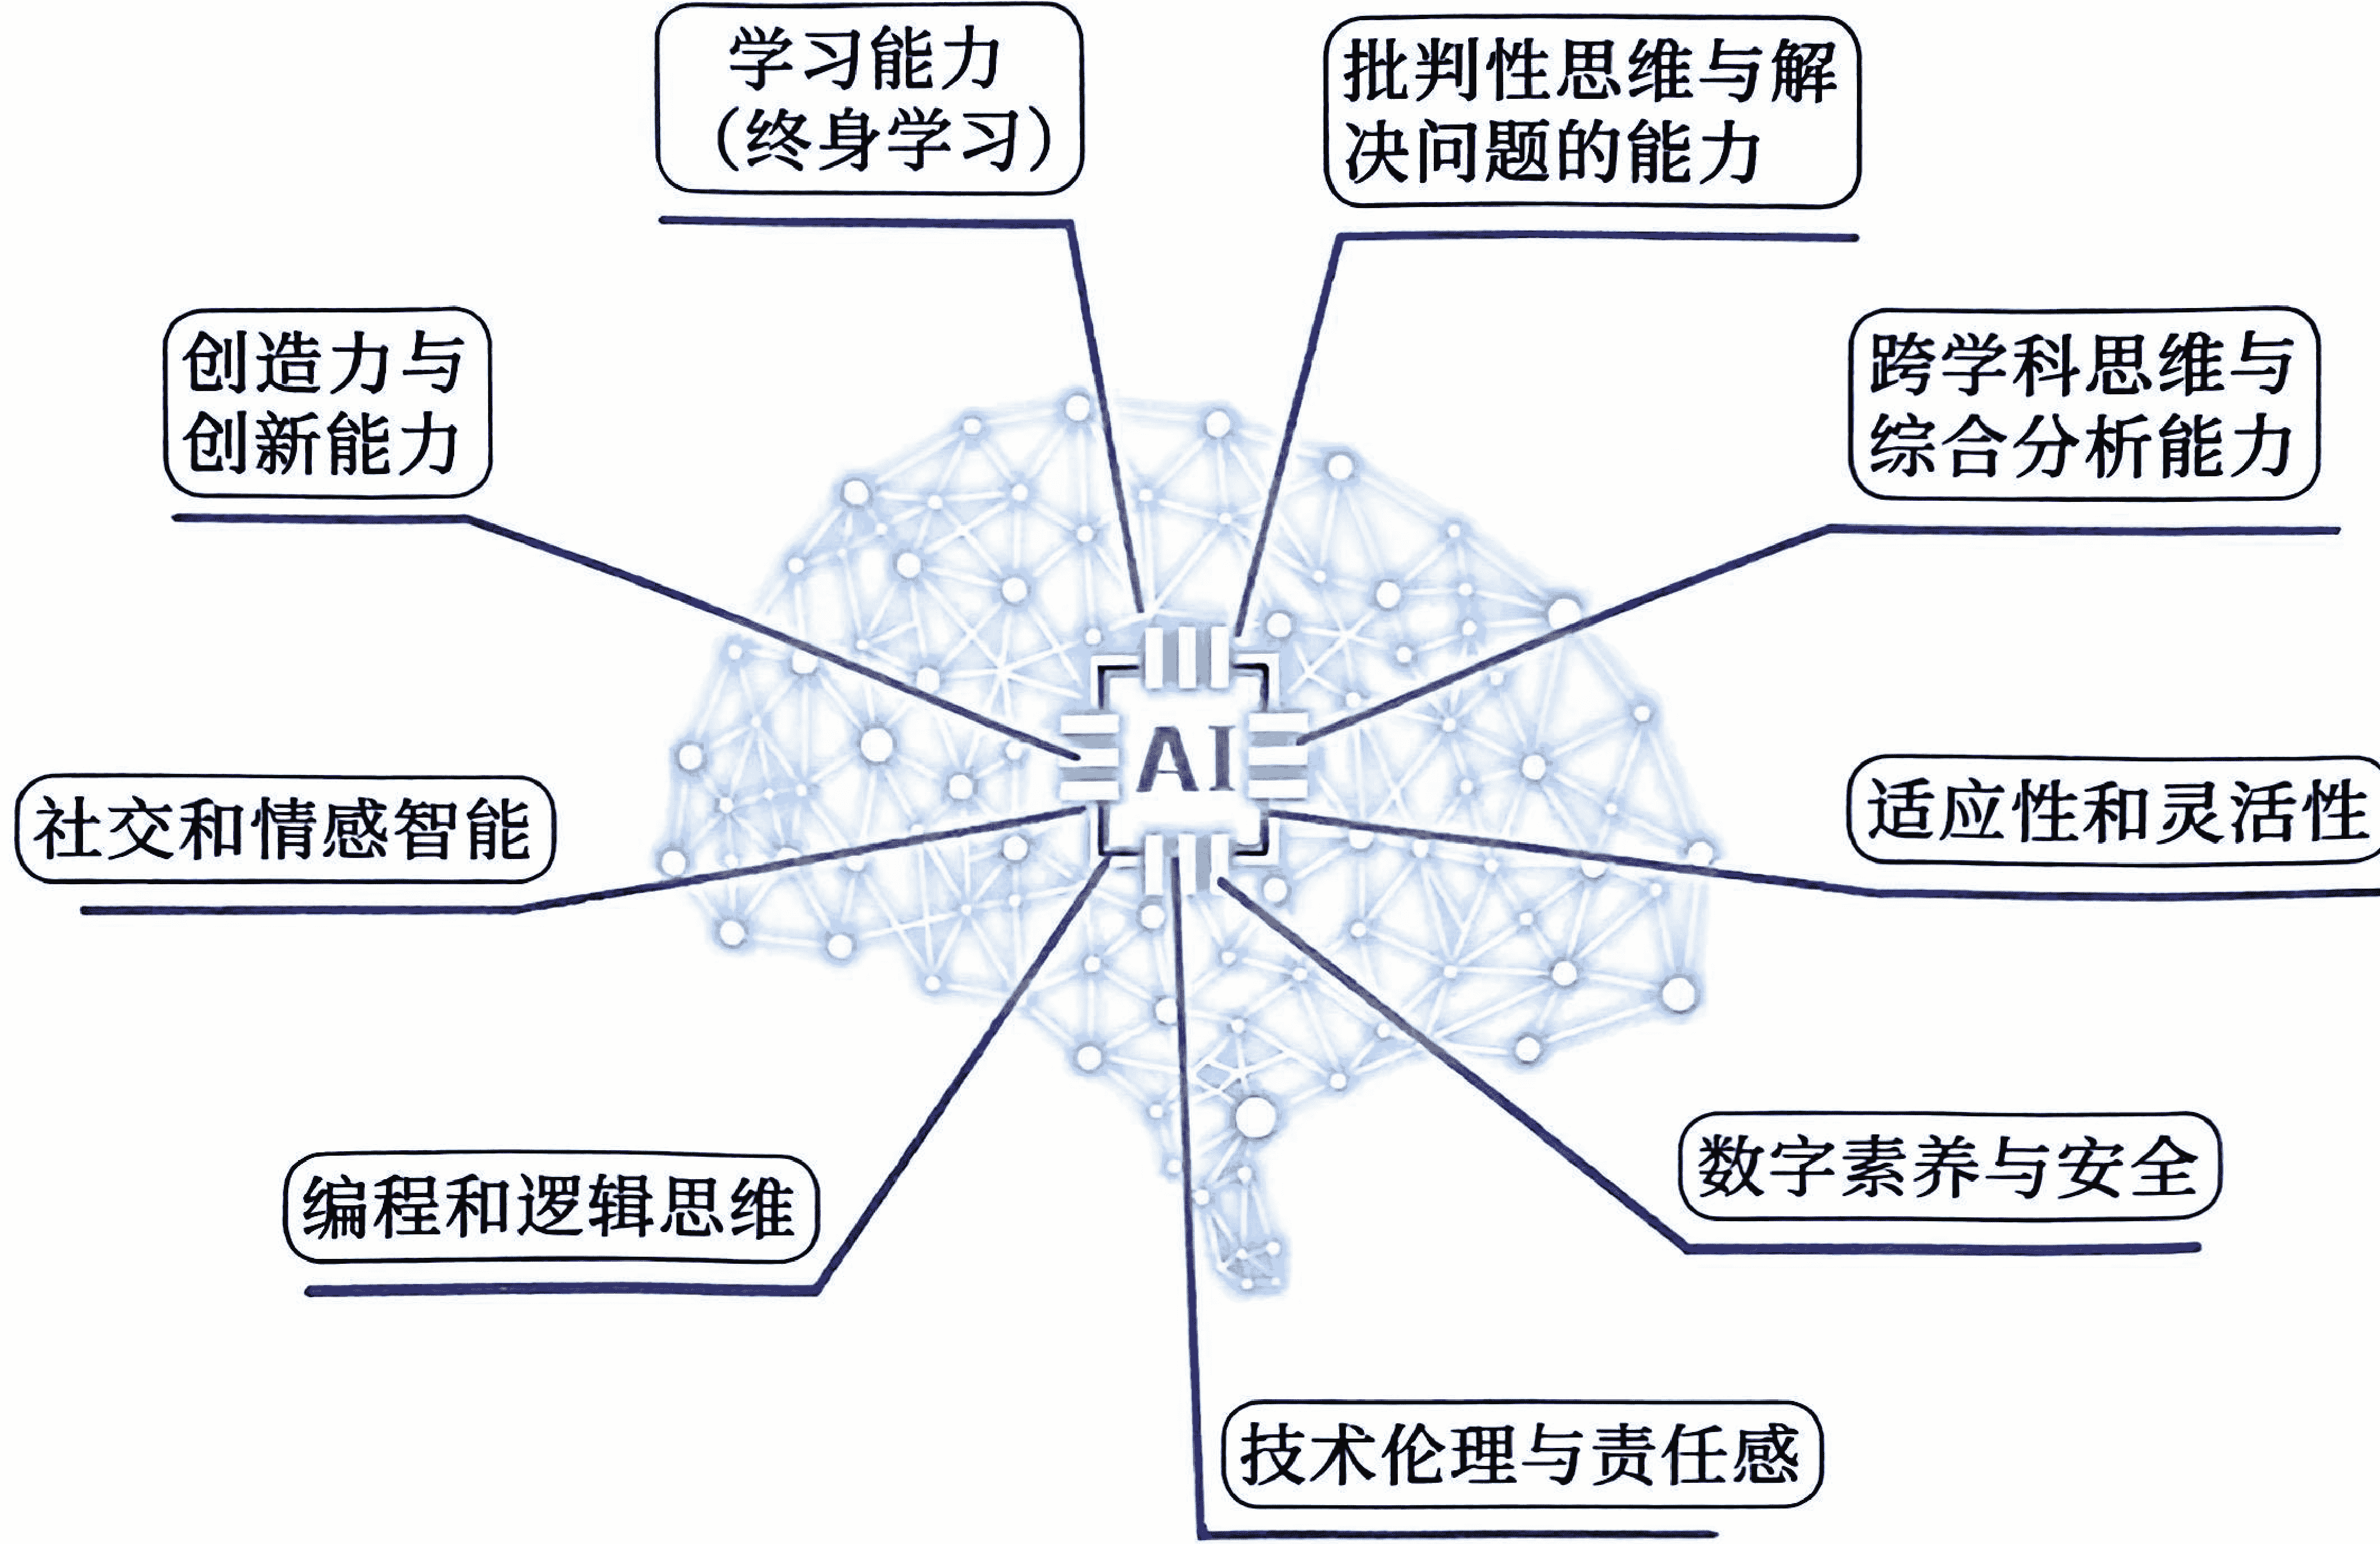 学习能力
（终身学习）
批判性思维与解
决问题的能力
创造力与
创新能力
跨学科思维与
综合分析能力
AI
社交和情感智能
适应性和灵活性
编程和逻辑思维
数字素养与安全
技术伦理与责任感